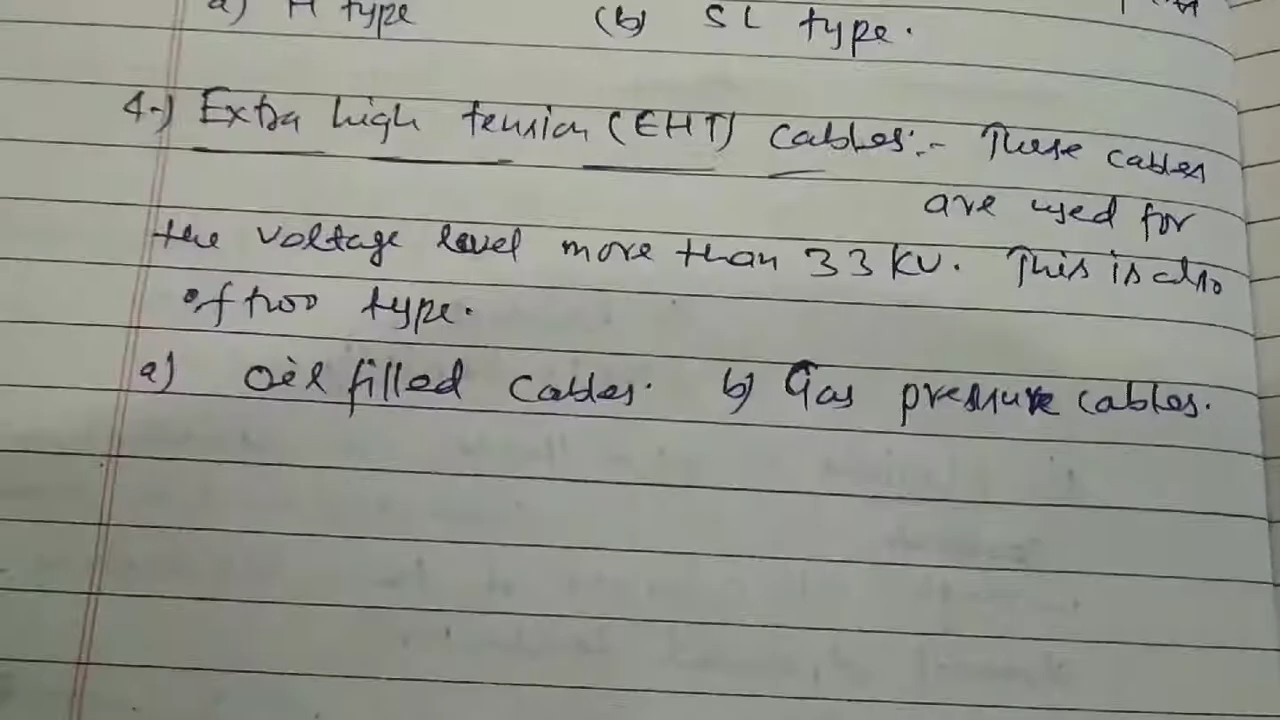 a) H type (b) SL type.
4.) Extra high tension (EHT) cables:- These cables
are used for
the voltage level more than 33 KV. This is also
of two type.
a) Oil filled cables. b) Gas pressure cables.